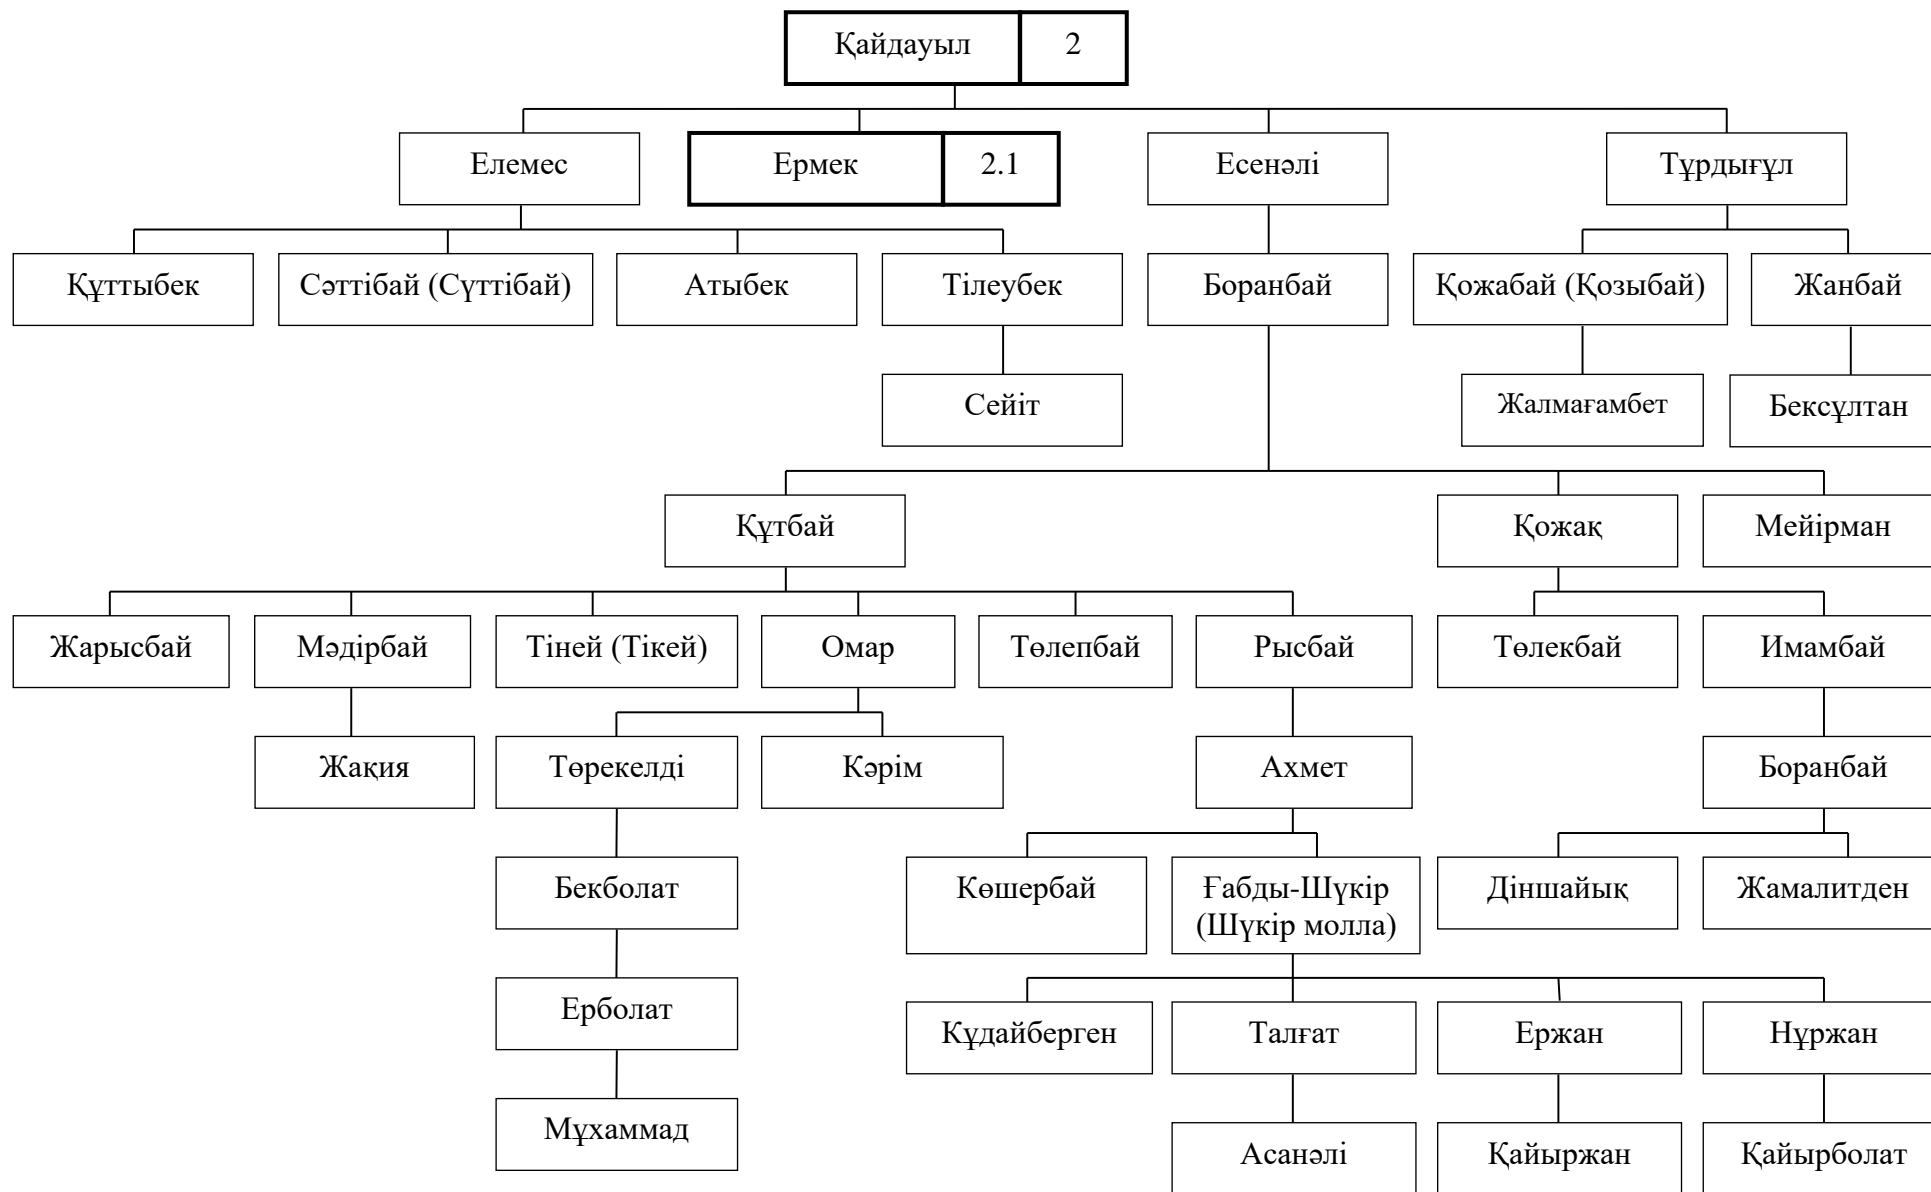 Қайдауыл 2
Елемес
Ермек 2.1
Есенәлі
Тұрдығұл
Құттыбек
Сәттібай (Сүттібай)
Атыбек
Тілеубек
Боранбай
Қожабай (Қозыбай)
Жанбай
Сейіт
Жалмағамбет
Бексұлтан
Құтбай
Қожақ
Мейірман
Жарысбай
Мәдірбай
Тіней (Тікей)
Омар
Төлепбай
Рысбай
Төлекбай
Имамбай
Жақия
Төрекелді
Кәрім
Ахмет
Боранбай
Бекболат
Көшербай
Ғабды-Шүкір
(Шүкір молла)
Діншайық
Жамалитден
Ерболат
Құдайберген
Талғат
Ержан
Нұржан
Мұхаммад
Асанәлі
Қайыржан
Қайырболат